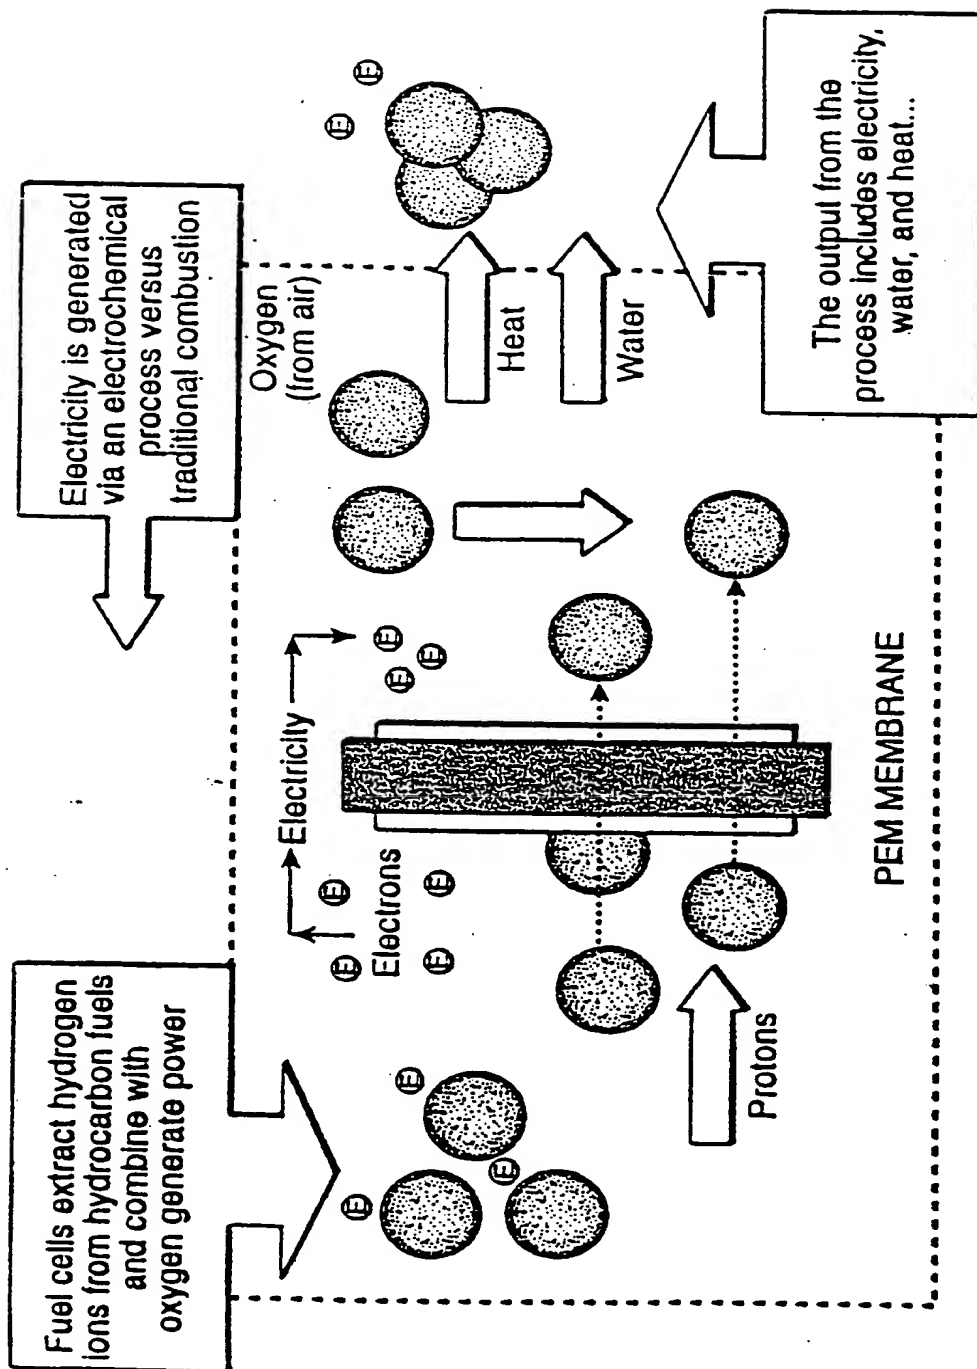 Fuel cells extract hydrogen
ions from hydrocarbon fuels
and combine with
oxygen generate power
Electricity is generated
via an electrochemical
process versus
traditional combustion
Electricity
Electrons
E
E
E
E
E
E
E
E
E
E
E
E
Oxygen
(from air)
Heat
Water
Protons
PEM MEMBRANE
The output from the
process includes electricity,
water, and heat...